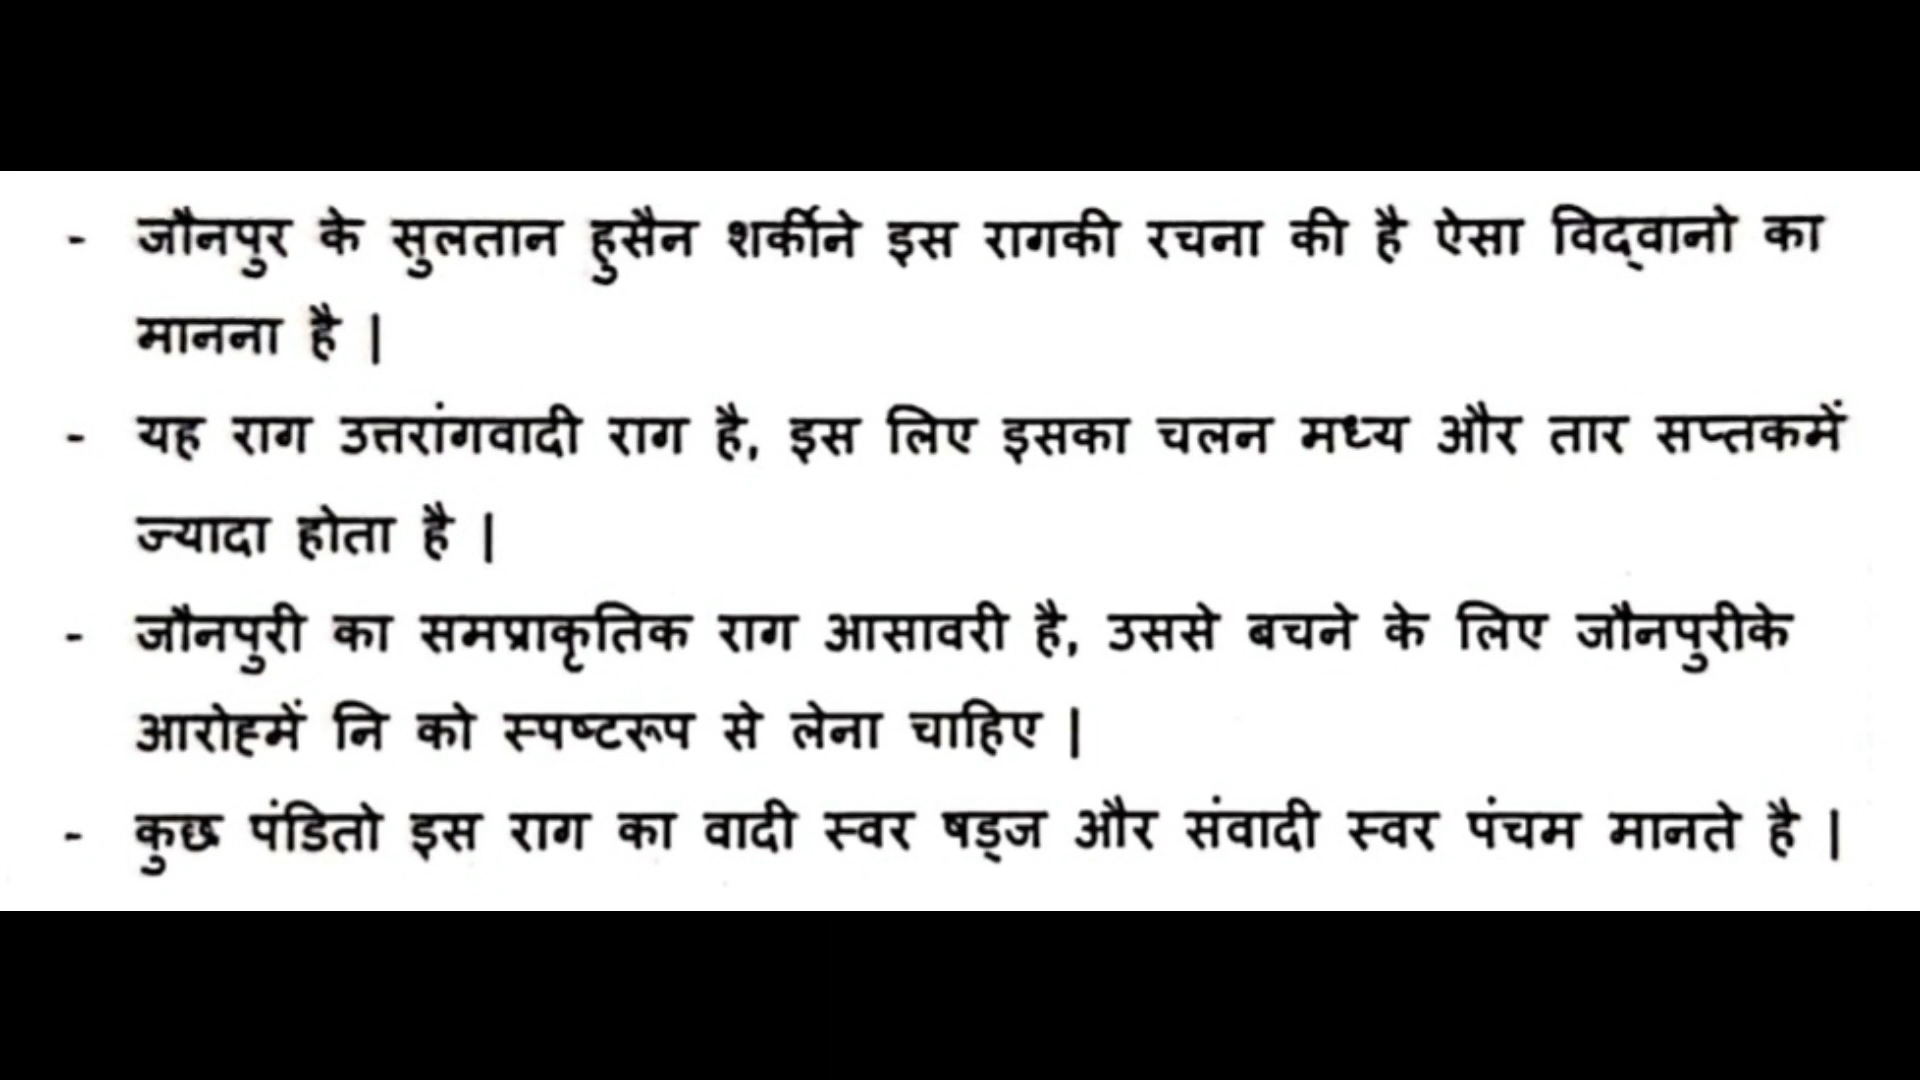 - जौनपुर के सुलतान हुसैन शर्कीने इस रागकी रचना की है ऐसा विद्वानो का
मानना है |
- यह राग उत्तरांगवादी राग है, इस लिए इसका चलन मध्य और तार सप्तकमें
ज्यादा होता है |
- जौनपुरी का समप्राकृतिक राग आसावरी है, उससे बचने के लिए जौनपुरीके
आरोहमें नि को स्पष्टरूप से लेना चाहिए |
- कुछ पंडितो इस राग का वादी स्वर षड्ज और संवादी स्वर पंचम मानते है |